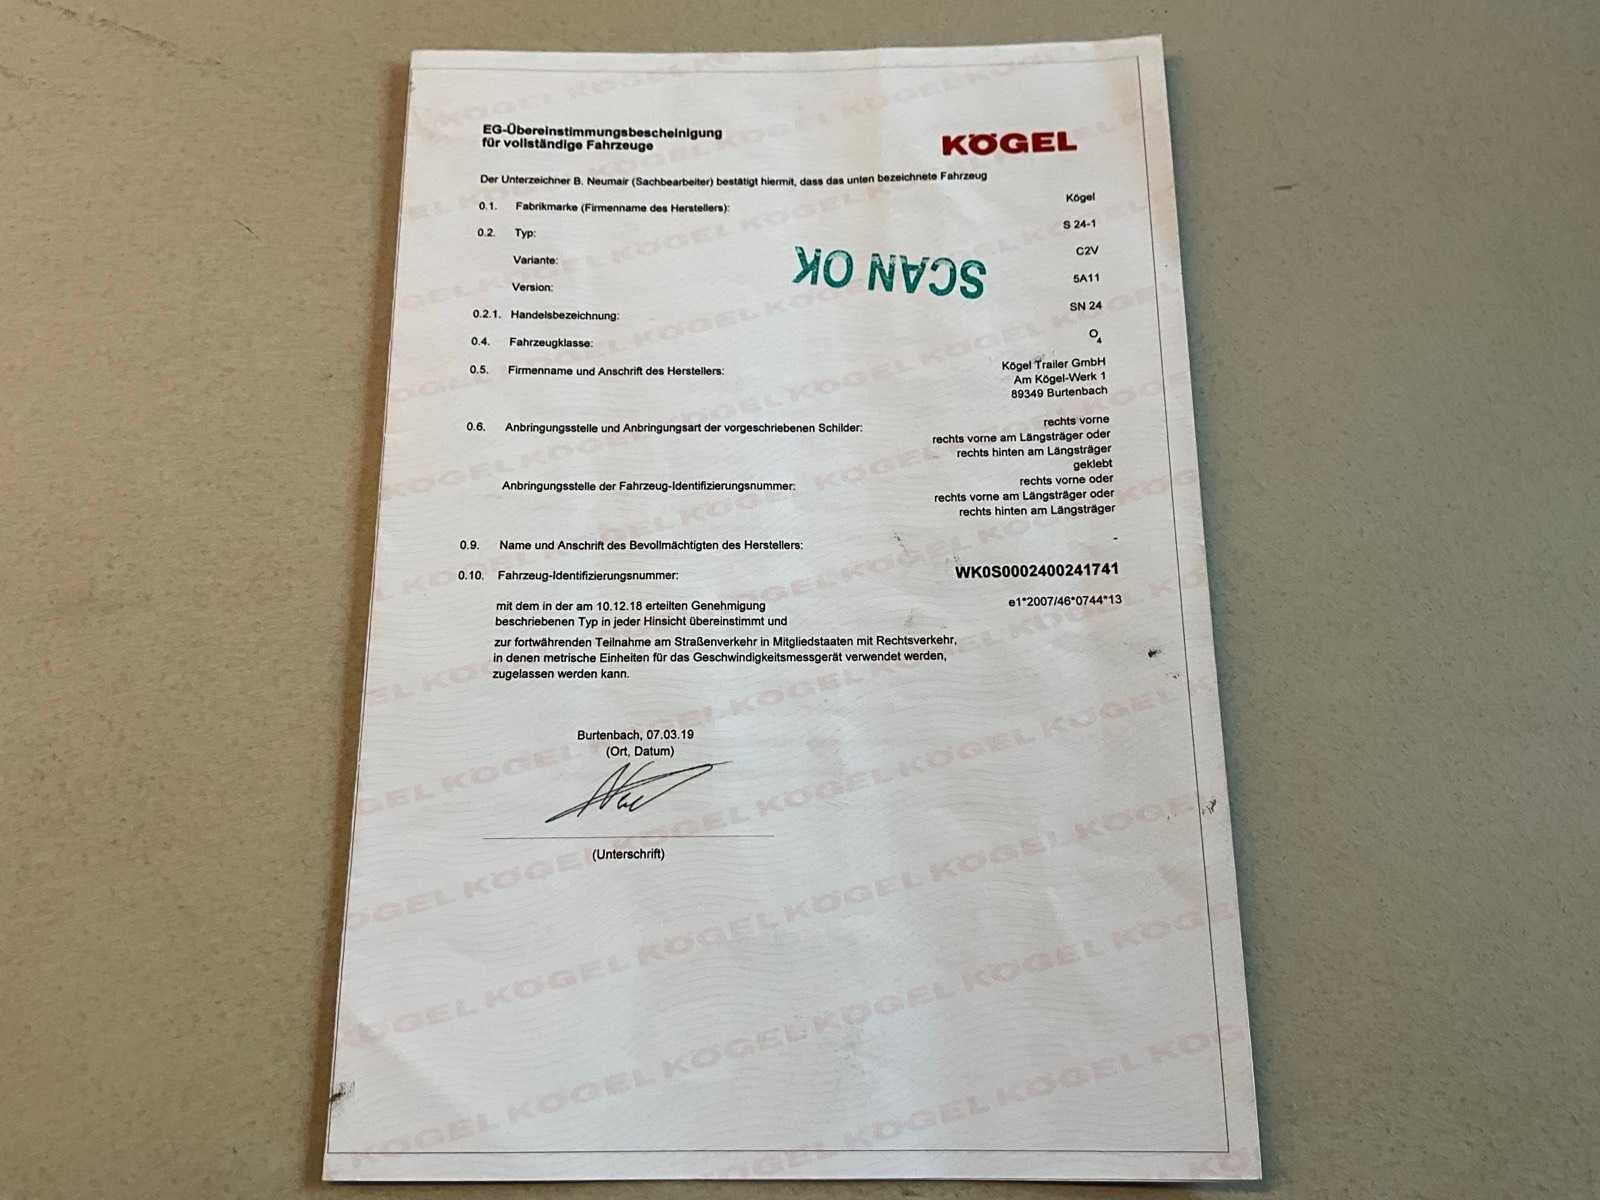 EG-Übereinstimmungsbescheinigung
für vollständige Fahrzeuge
KÖGEL
Der Unterzeichner B. Neumair (Sachbearbeiter) bestätigt hiermit, dass das unten bezeichnete Fahrzeug
0.1. Fabrikmarke (Firmenname des Herstellers): Kögel
0.2. Typ: S 24-1
Variante: C2V
Version: 5A11
SCAN OK
0.2.1. Handelsbezeichnung: SN 24
0.4. Fahrzeugklasse: O4
0.5. Firmenname und Anschrift des Herstellers: Kögel Trailer GmbH
Am Kögel-Werk 1
89349 Burtenbach
0.6. Anbringungsstelle und Anbringungsart der vorgeschriebenen Schilder: rechts vorne
rechts vorne am Längsträger oder
rechts hinten am Längsträger
geklebt
Anbringungsstelle der Fahrzeug-Identifizierungsnummer: rechts vorne oder
rechts vorne am Längsträger oder
rechts hinten am Längsträger
0.9. Name und Anschrift des Bevollmächtigten des Herstellers: -
0.10. Fahrzeug-Identifizierungsnummer: WK0S0002400241741
mit dem in der am 10.12.18 erteilten Genehmigung e1*2007/46*0744*13
beschriebenen Typ in jeder Hinsicht übereinstimmt und
zur fortwährenden Teilnahme am Straßenverkehr in Mitgliedstaaten mit Rechtsverkehr,
in denen metrische Einheiten für das Geschwindigkeitsmessgerät verwendet werden,
zugelassen werden kann.
Burtenbach, 07.03.19
(Ort, Datum)
(Unterschrift)